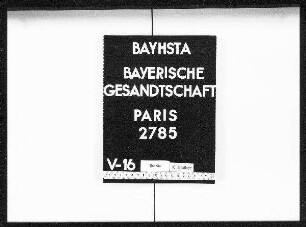 BAYHSTA
BAYERISCHE
GESANDTSCHAFT
PARIS
2785
V-16